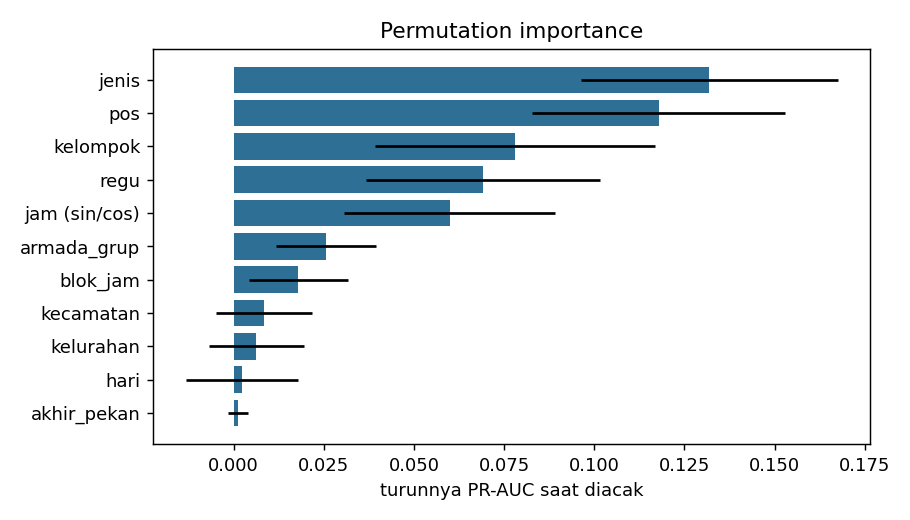 Permutation importance
jenis
pos
kelompok
regu
jam (sin/cos)
armada_grup
blok_jam
kecamatan
kelurahan
hari
akhir_pekan
0.000 0.025 0.050 0.075 0.100 0.125 0.150 0.175
turunnya PR-AUC saat diacak